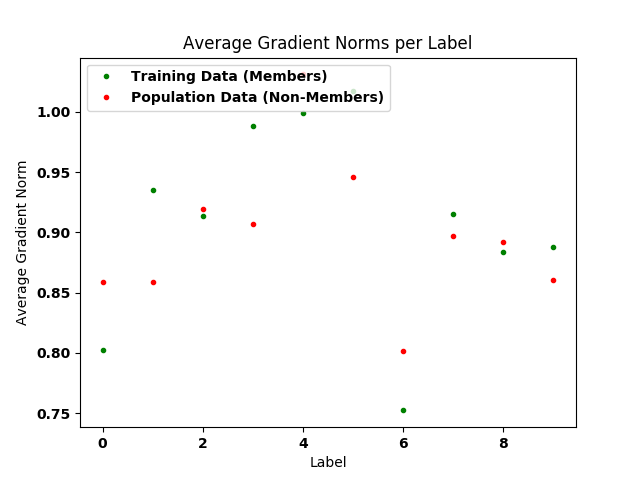 Average Gradient Norms per Label
Training Data (Members)
Population Data (Non-Members)
1.00
0.95
0.90
0.85
0.80
0.75
Average Gradient Norm
0
2
4
6
8
Label